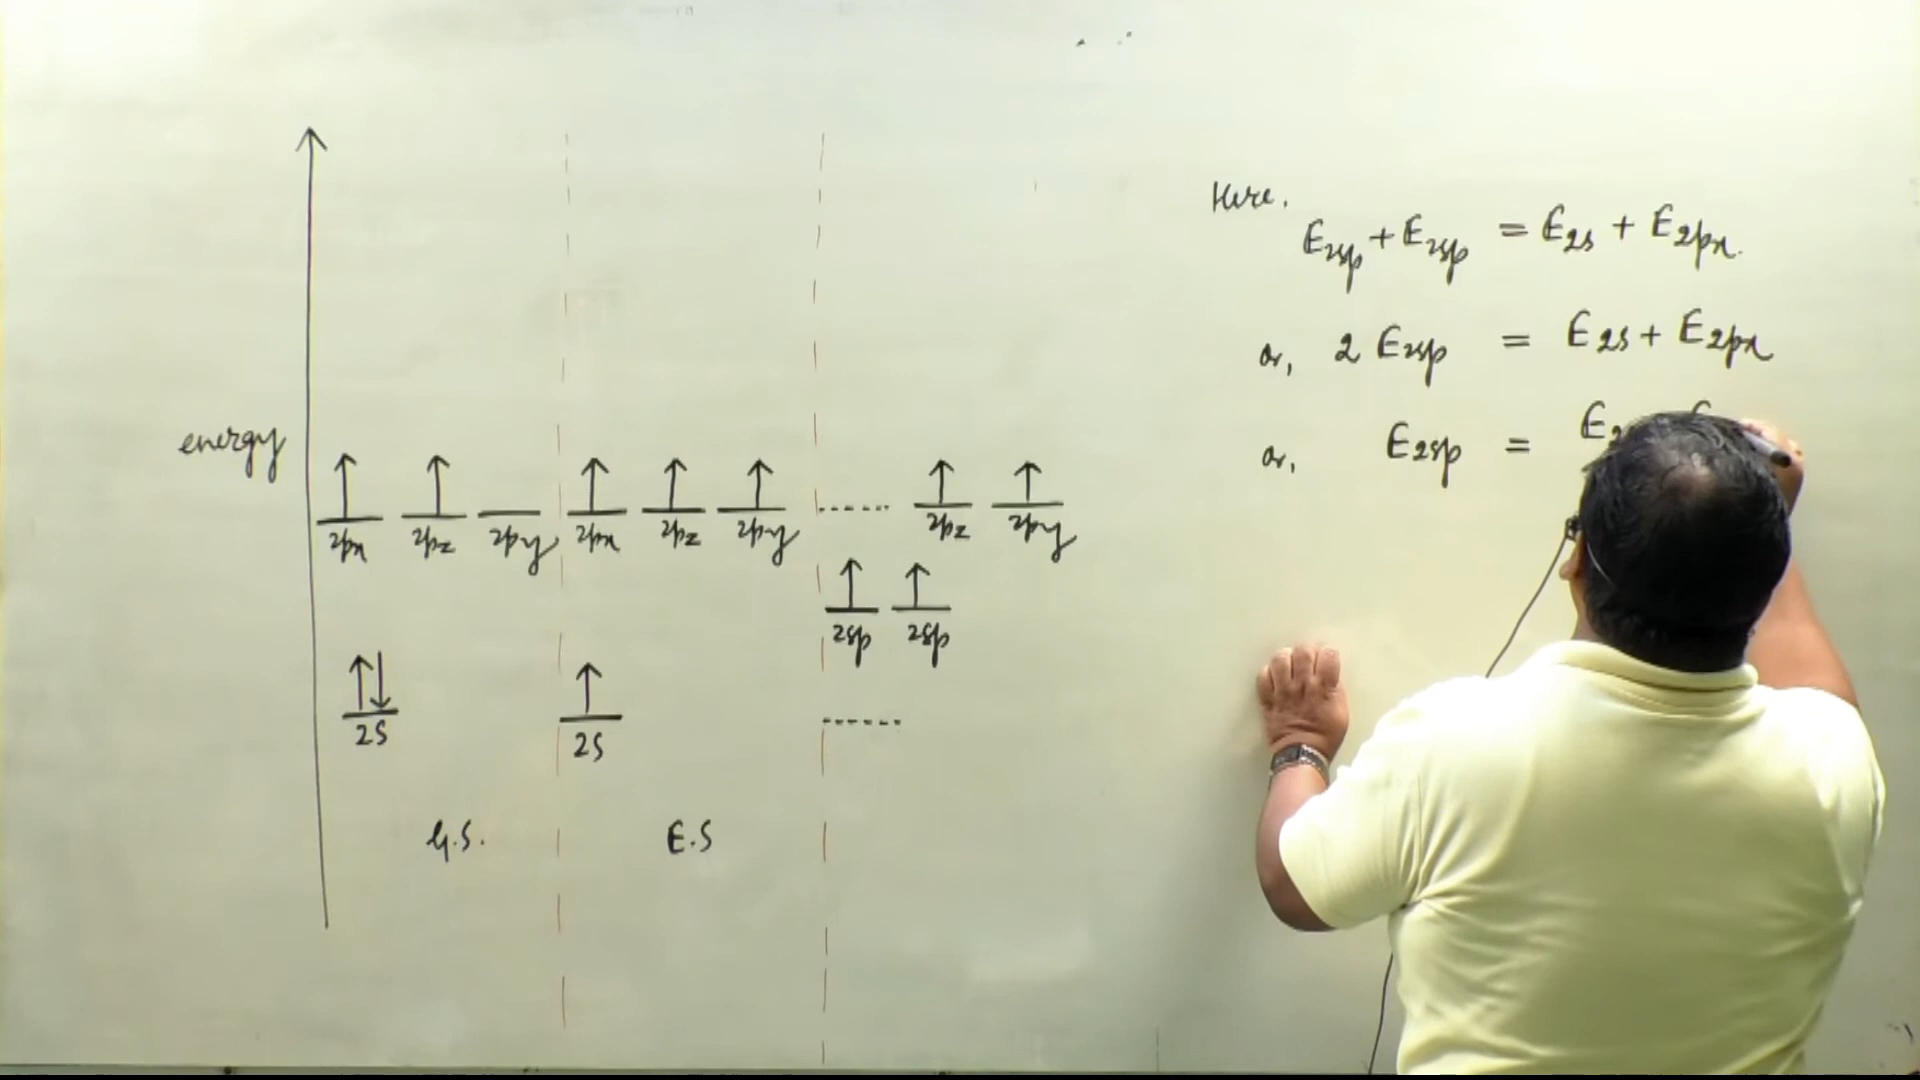 Here,
E2sp + E2sp = E2s + E2px.
or, 2 E2sp = E2s + E2px
or, E2sp =
energy
2px 2pz 2py 2px 2pz 2py 2pz 2py
2sp 2sp
2s 2s
G.S. E.S